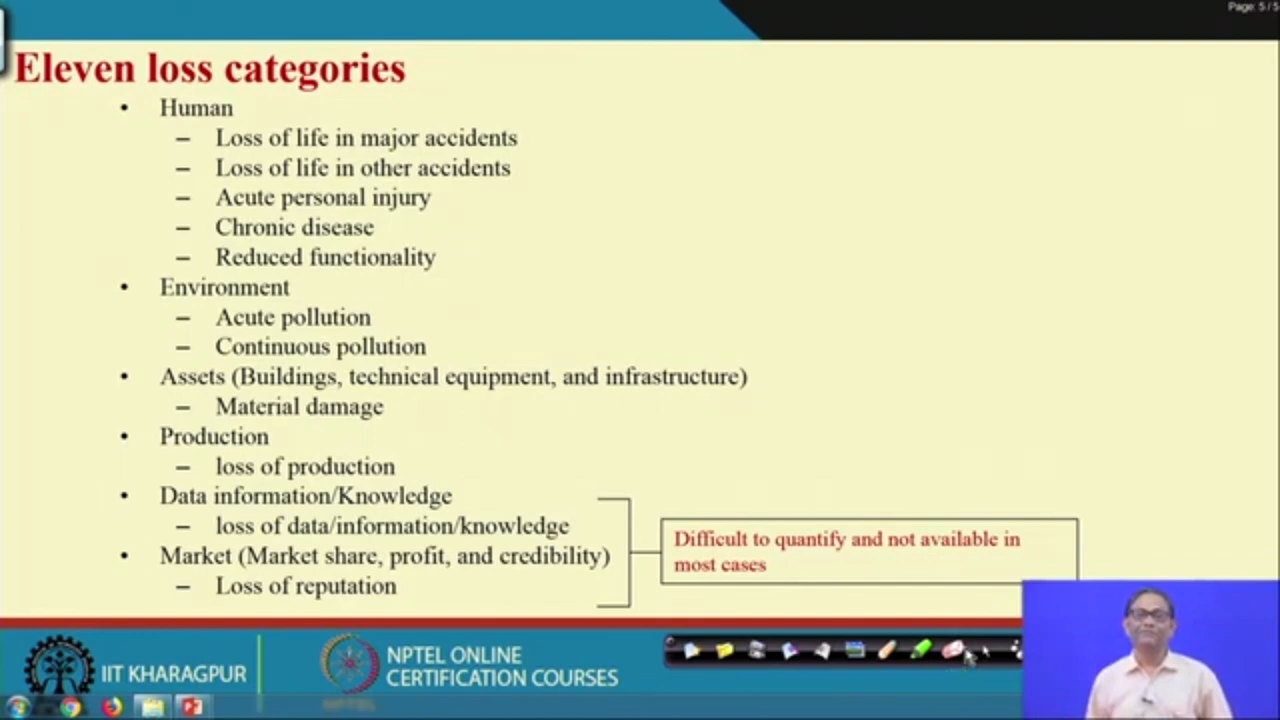 Page: 5 / 5
Eleven loss categories
• Human
– Loss of life in major accidents
– Loss of life in other accidents
– Acute personal injury
– Chronic disease
– Reduced functionality
• Environment
– Acute pollution
– Continuous pollution
• Assets (Buildings, technical equipment, and infrastructure)
– Material damage
• Production
– loss of production
• Data information/Knowledge
– loss of data/information/knowledge
• Market (Market share, profit, and credibility)
– Loss of reputation
Difficult to quantify and not available in
most cases
IIT KHARAGPUR
NPTEL ONLINE
CERTIFICATION COURSES